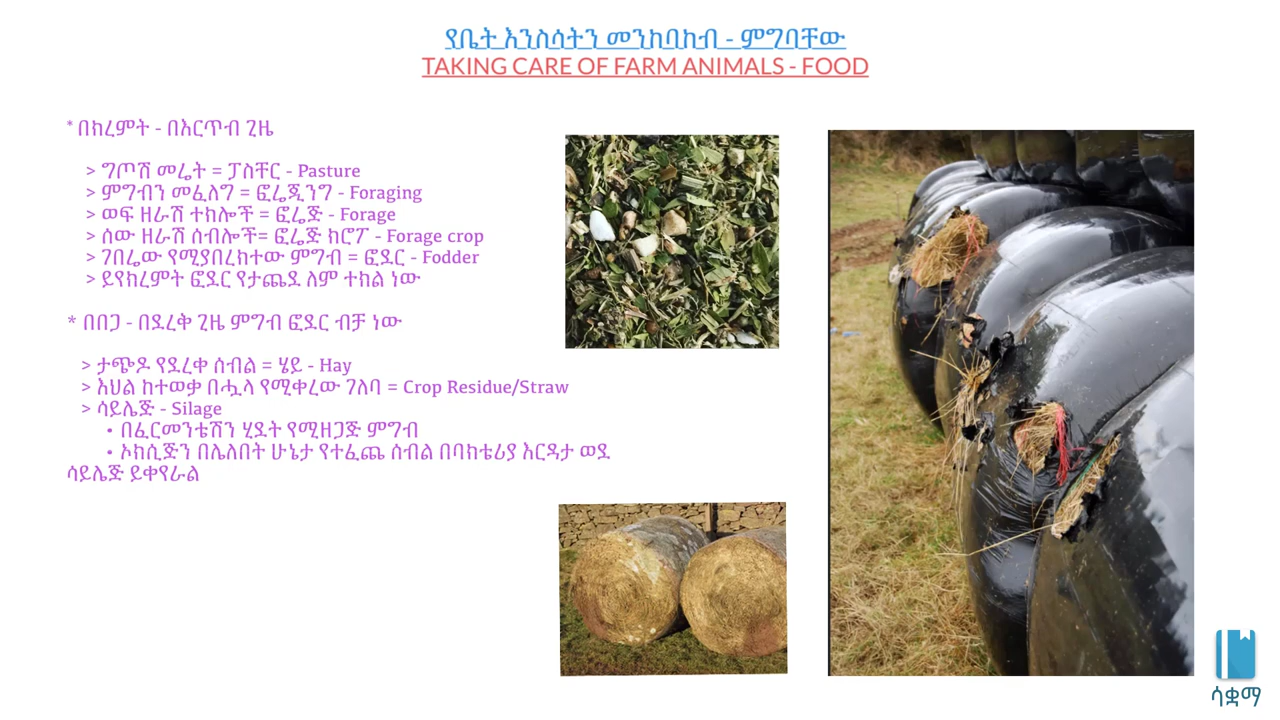 የቤት እንስሳትን መንከባከብ - ምግባቸው
TAKING CARE OF FARM ANIMALS - FOOD
* በክረምት - በእርጥብ ጊዜ
> ግጦሽ መሬት = ፓስቸር - Pasture
> ምግብን መፈለግ = ፎሬጂንግ - Foraging
> ወፍ ዘራሽ ተክሎች = ፎሬጅ - Forage
> ሰው ዘራሽ ሰብሎች= ፎሬጅ ክሮፕ - Forage crop
> ገበሬው የሚያበረክተው ምግብ = ፎደር - Fodder
> ይየክረምት ፎደር የታጨደ ለም ተክል ነው
* በበጋ - በደረቅ ጊዜ ምግብ ፎደር ብቻ ነው
> ታጭዶ የደረቀ ሰብል = ሄይ - Hay
> እህል ከተወቃ በሗላ የሚቀረው ገለባ = Crop Residue/Straw
> ሳይሌጅ - Silage
• በፈርመንቴሽን ሂደት የሚዘጋጅ ምግብ
• ኦክሲጅን በሌለበት ሁኔታ የተፈጨ ሰብል በባክቴሪያ እርዳታ ወደ
ሳይሌጅ ይቀየራል
ሳቋማ